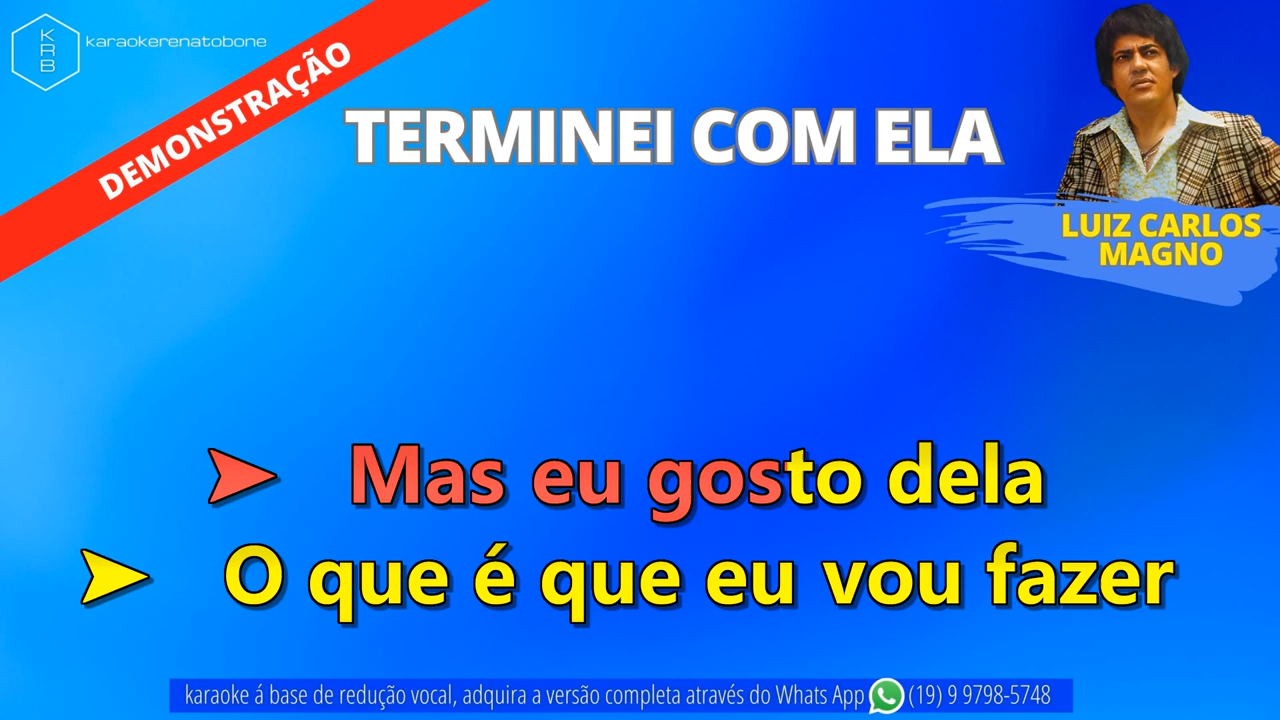 KRB
karaokerenatobone
DEMONSTRAÇÃO
TERMINEI COM ELA
LUIZ CARLOS
MAGNO
➤ Mas eu gosto dela
➤ O que é que eu vou fazer
karaoke á base de redução vocal, adquira a versão completa através do Whats App (19) 9 9798-5748